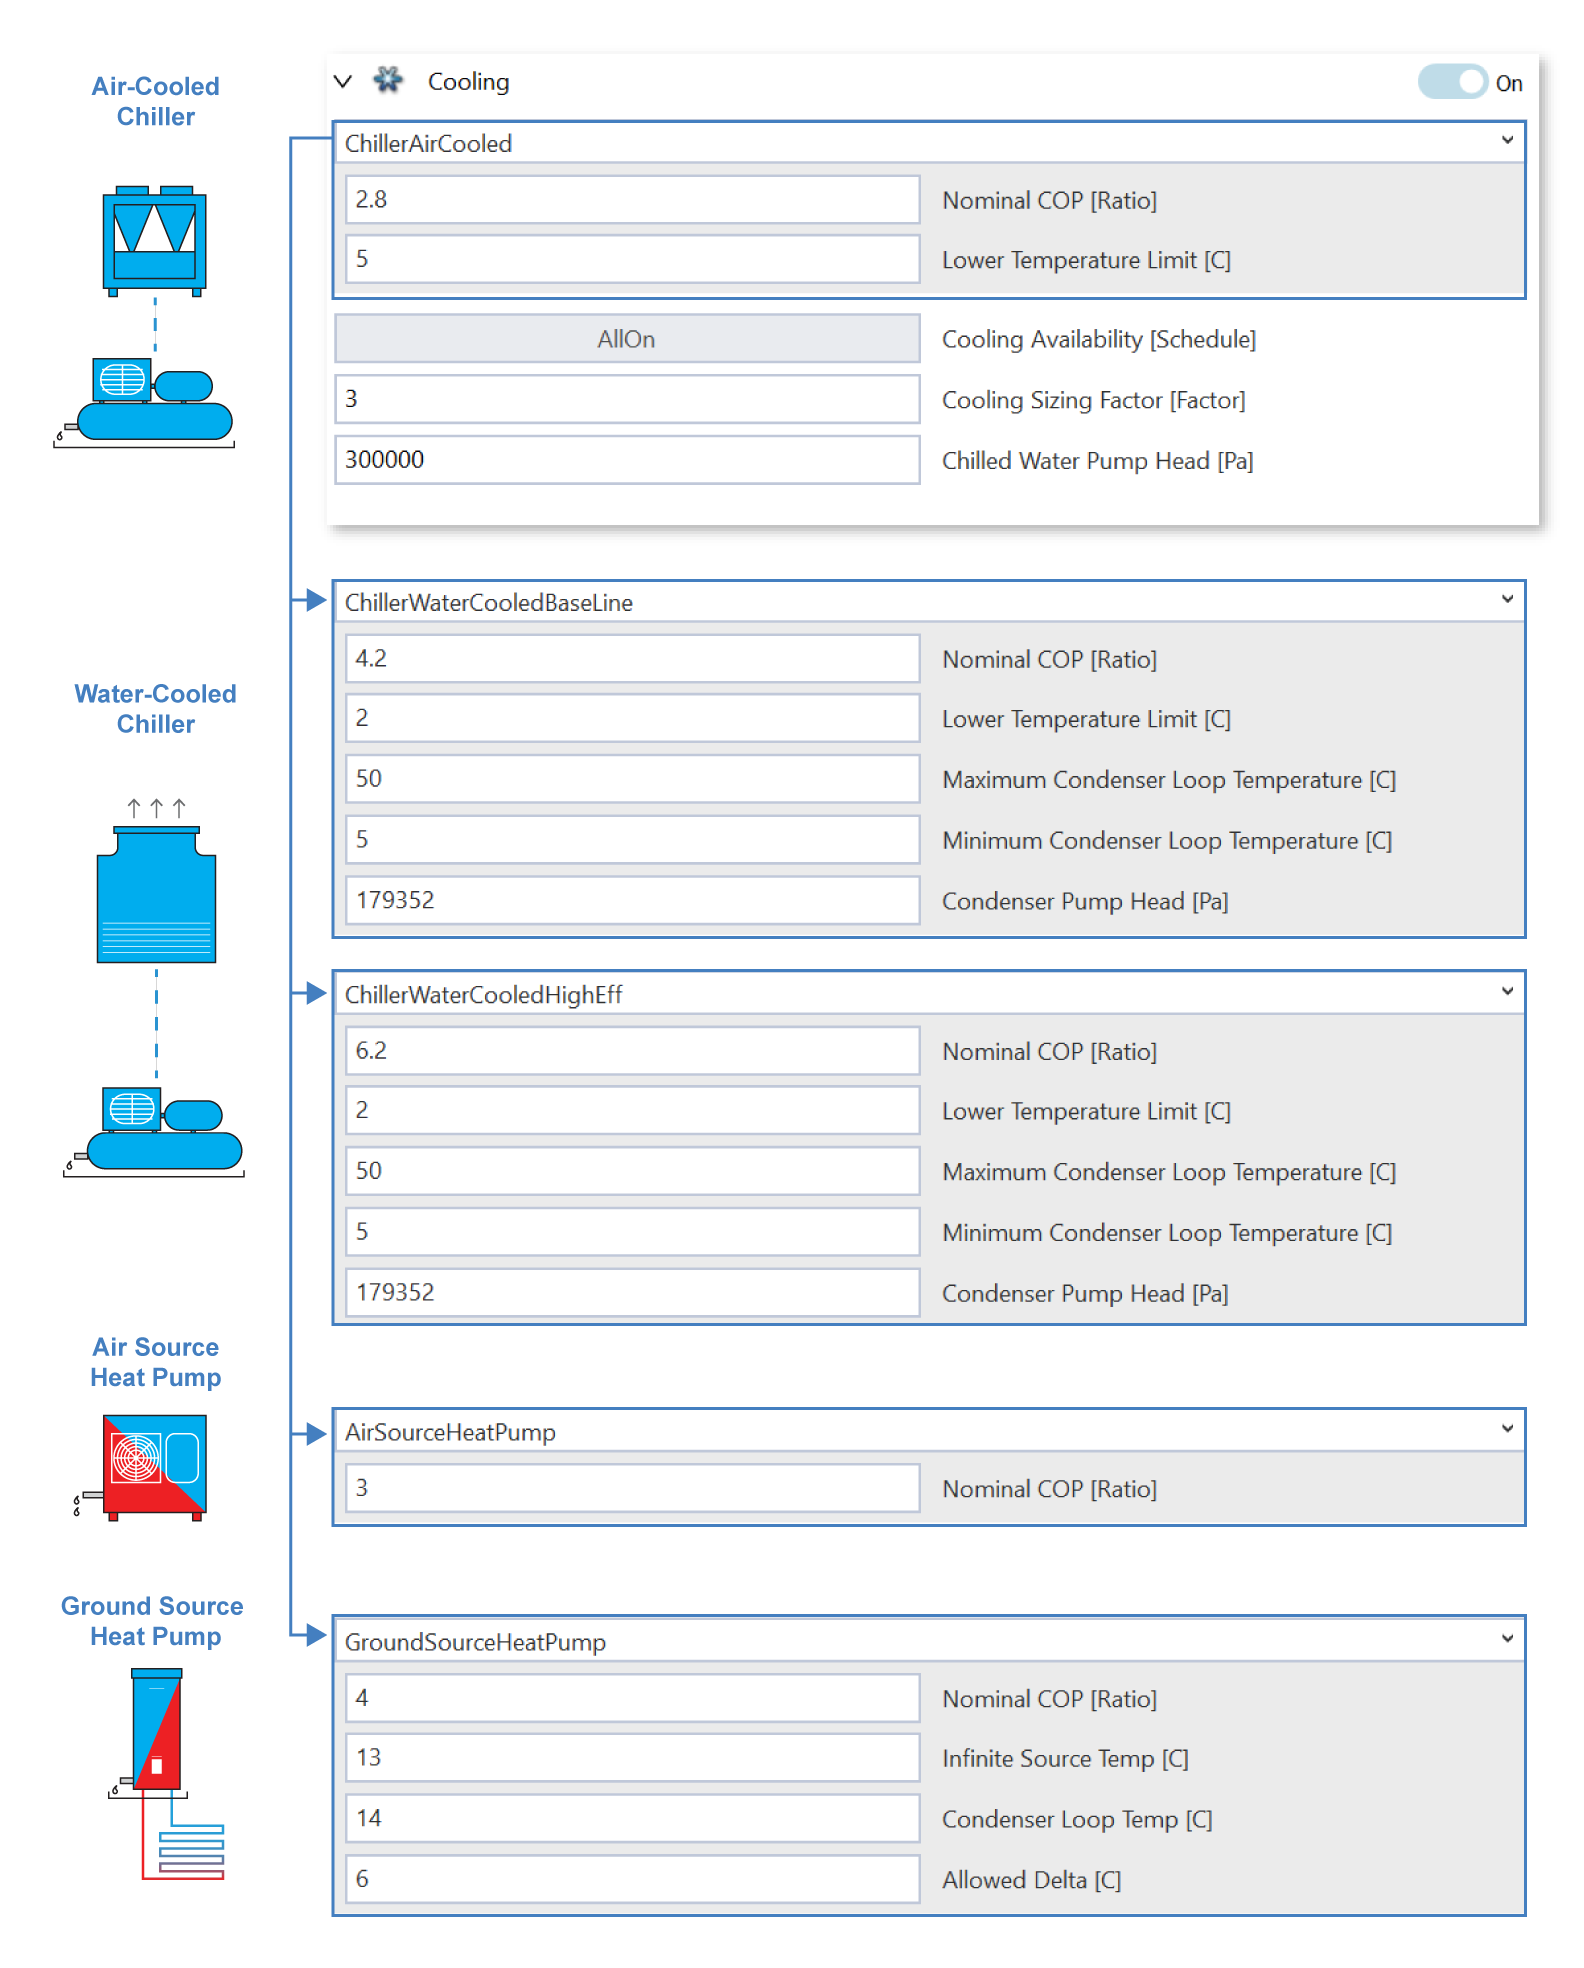 Air-Cooled
Chiller
Cooling
On
ChillerAirCooled
2.8
Nominal COP [Ratio]
5
Lower Temperature Limit [C]
AllOn
Cooling Availability [Schedule]
3
Cooling Sizing Factor [Factor]
300000
Chilled Water Pump Head [Pa]
Water-Cooled
Chiller
ChillerWaterCooledBaseLine
4.2
Nominal COP [Ratio]
2
Lower Temperature Limit [C]
50
Maximum Condenser Loop Temperature [C]
5
Minimum Condenser Loop Temperature [C]
179352
Condenser Pump Head [Pa]
ChillerWaterCooledHighEff
6.2
Nominal COP [Ratio]
2
Lower Temperature Limit [C]
50
Maximum Condenser Loop Temperature [C]
5
Minimum Condenser Loop Temperature [C]
179352
Condenser Pump Head [Pa]
Air Source
Heat Pump
AirSourceHeatPump
3
Nominal COP [Ratio]
Ground Source
Heat Pump
GroundSourceHeatPump
4
Nominal COP [Ratio]
13
Infinite Source Temp [C]
14
Condenser Loop Temp [C]
6
Allowed Delta [C]